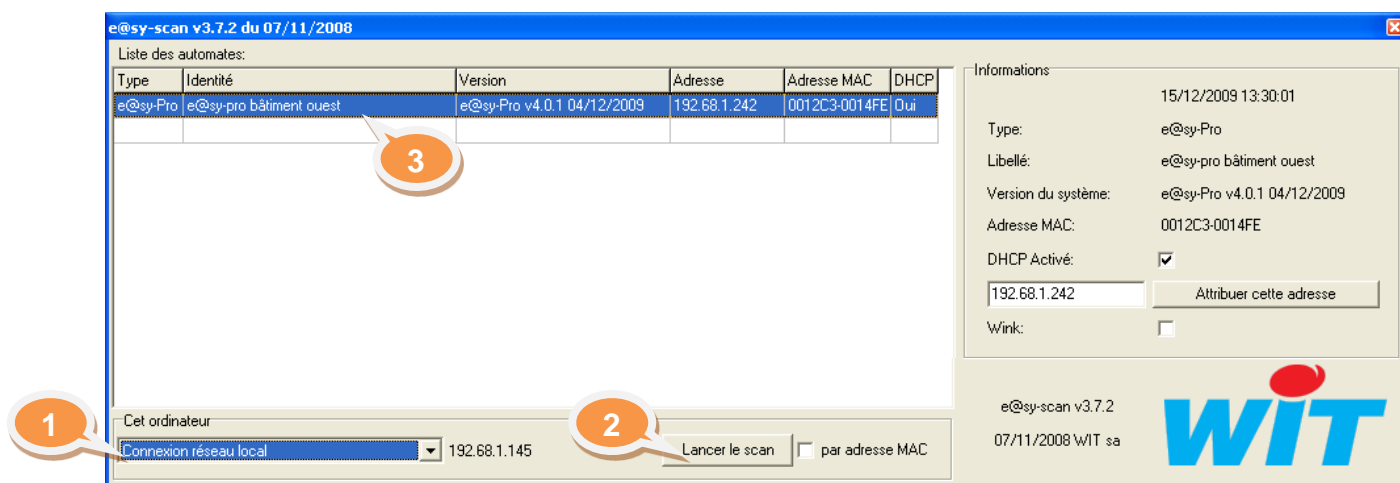 e@sy-scan v3.7.2 du 07/11/2008
Liste des automates:
Type Identité Version Adresse Adresse MAC DHCP
e@sy-Pro e@sy-pro bâtiment ouest e@sy-Pro v4.0.1 04/12/2009 192.68.1.242 0012C3-0014FE Oui
3
Informations
15/12/2009 13:30:01
Type: e@sy-Pro
Libellé: e@sy-pro bâtiment ouest
Version du système: e@sy-Pro v4.0.1 04/12/2009
Adresse MAC: 0012C3-0014FE
DHCP Activé:
192.68.1.242 Attribuer cette adresse
Wink:
1
Cet ordinateur
Connexion réseau local 192.68.1.145
2
Lancer le scan par adresse MAC
e@sy-scan v3.7.2
07/11/2008 WIT sa
WIT